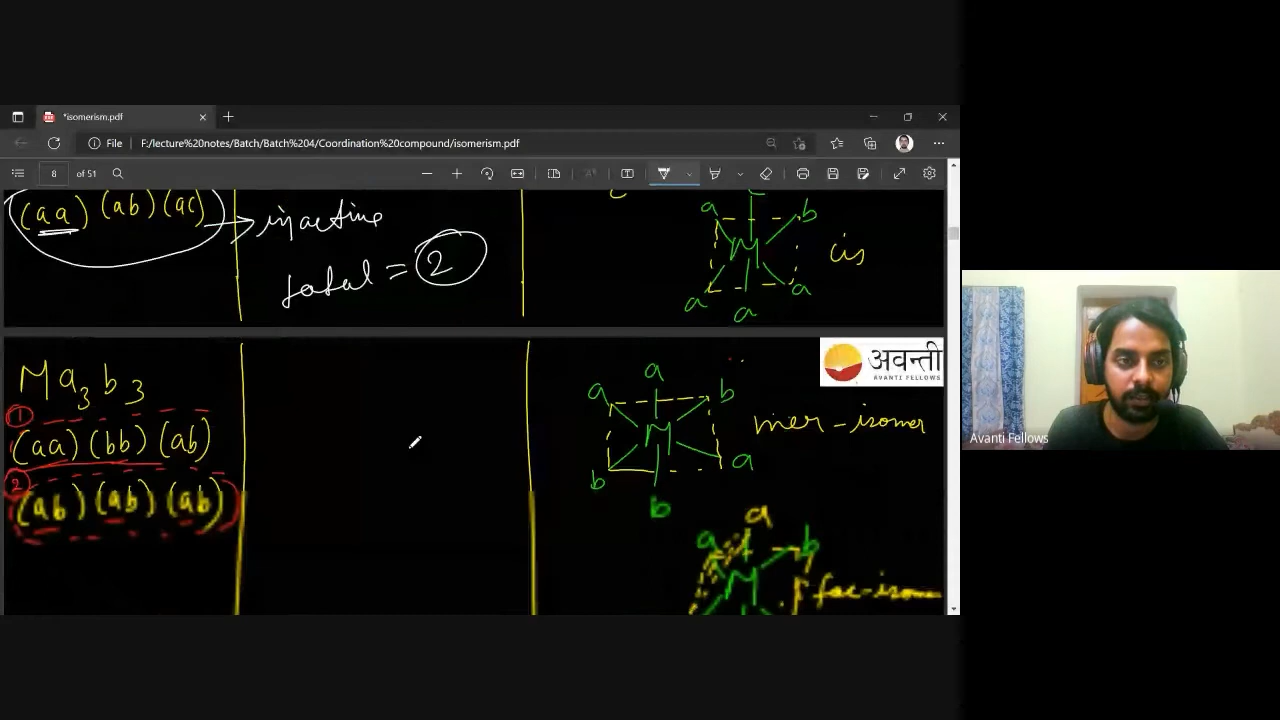 *isomerism.pdf
File F:/lecture%20notes/Batch/Batch%204/Coordination%20compound/isomerism.pdf
8 of 51
(aa) (ab) (ac) → inactive
total = 2
a b
M
a a
a
cis
Ma3b3
1
(aa) (bb) (ab)
2
(ab) (ab) (ab)
a
a b
M
b a
b
mer-isomer
a
a b
M
fac-isom
अवन्ती
AVANTI FELLOWS
Avanti Fellows